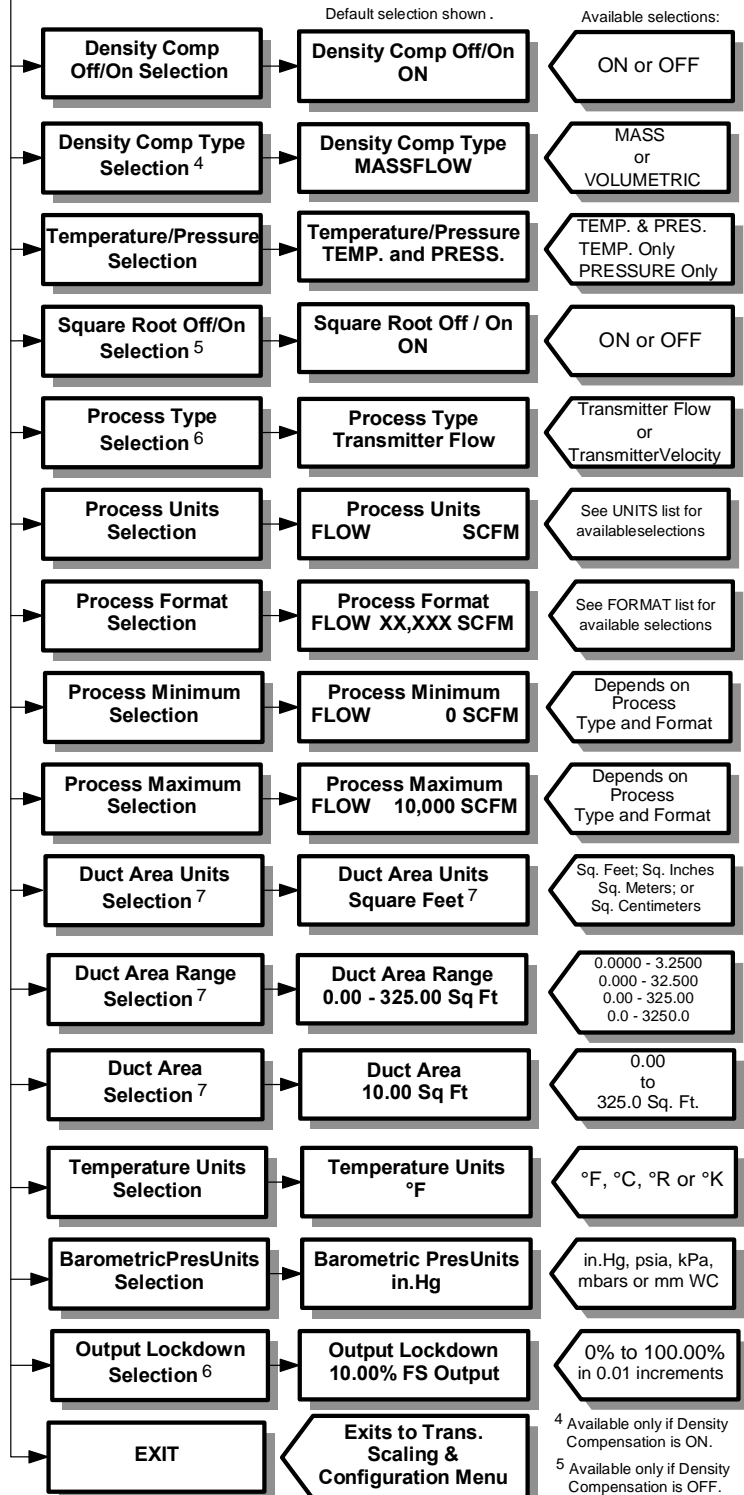 Default selection shown .
Available selections:
Density Comp
Off/On Selection
Density Comp Off/On
ON
ON or OFF
Density Comp Type
Selection 4
Density Comp Type
MASSFLOW
MASS
or
VOLUMETRIC
Temperature/Pressure
Selection
Temperature/Pressure
TEMP. and PRESS.
TEMP. & PRES.
TEMP. Only
PRESSURE Only
Square Root Off/On
Selection 5
Square Root Off / On
ON
ON or OFF
Process Type
Selection 6
Process Type
Transmitter Flow
Transmitter Flow
or
TransmitterVelocity
Process Units
Selection
Process Units
FLOW SCFM
See UNITS list for
availableselections
Process Format
Selection
Process Format
FLOW XX,XXX SCFM
See FORMAT list for
available selections
Process Minimum
Selection
Process Minimum
FLOW 0 SCFM
Depends on
Process
Type and Format
Process Maximum
Selection
Process Maximum
FLOW 10,000 SCFM
Depends on
Process
Type and Format
Duct Area Units
Selection 7
Duct Area Units
Square Feet 7
Sq. Feet; Sq. Inches
Sq. Meters; or
Sq. Centimeters
Duct Area Range
Selection 7
Duct Area Range
0.00 - 325.00 Sq Ft
0.0000 - 3.2500
0.000 - 32.500
0.00 - 325.00
0.0 - 3250.0
Duct Area
Selection 7
Duct Area
10.00 Sq Ft
0.00
to
325.0 Sq. Ft.
Temperature Units
Selection
Temperature Units
°F
°F, °C, °R or °K
BarometricPresUnits
Selection
Barometric PresUnits
in.Hg
in.Hg, psia, kPa,
mbars or mm WC
Output Lockdown
Selection 6
Output Lockdown
10.00% FS Output
0% to 100.00%
in 0.01 increments
EXIT
Exits to Trans.
Scaling &
Configuration Menu
4 Available only if Density
Compensation is ON.
5 Available only if Density
Compensation is OFF.